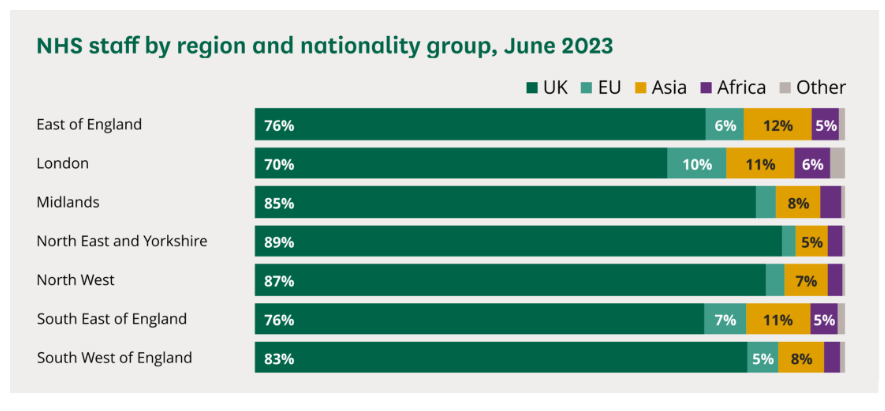 NHS staff by region and nationality group, June 2023
UK EU Asia Africa Other
East of England 76% 6% 12% 5%
London 70% 10% 11% 6%
Midlands 85% 8%
North East and Yorkshire 89% 5%
North West 87% 7%
South East of England 76% 7% 11% 5%
South West of England 83% 5% 8%